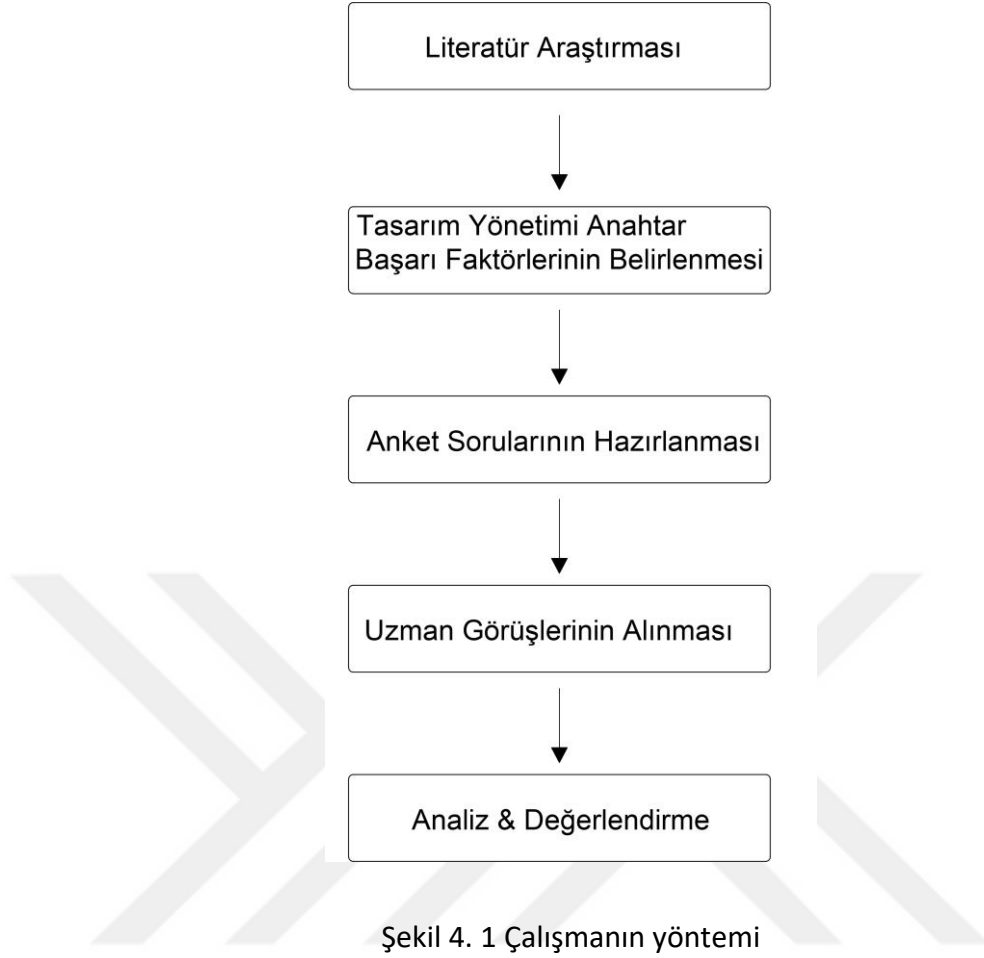 Literatür Araştırması
Tasarım Yönetimi Anahtar
Başarı Faktörlerinin Belirlenmesi
Anket Sorularının Hazırlanması
Uzman Görüşlerinin Alınması
Analiz & Değerlendirme
Şekil 4. 1 Çalışmanın yöntemi